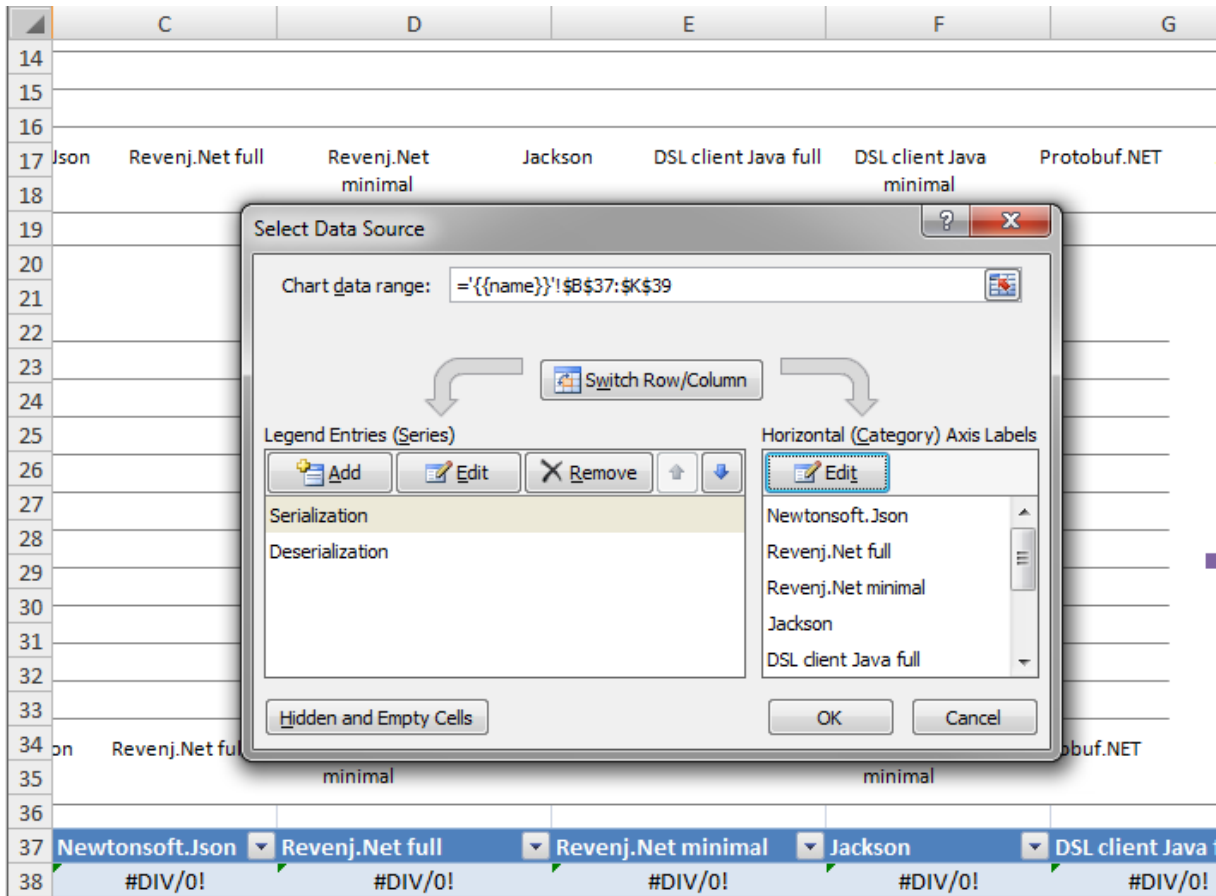 C D E F G
14
15
16
17 Json Revenj.Net full Revenj.Net Jackson DSL client Java full DSL client Java Protobuf.NET
18 minimal minimal
19 Select Data Source ?
20
21 Chart data range: ='{{name}}'!$B$37:$K$39
22
23
24 Switch Row/Column
25 Legend Entries (Series) Horizontal (Category) Axis Labels
26 Add Edit Remove Edit
27 Serialization Newtonsoft.Json
28 Deserialization Revenj.Net full
29 Revenj.Net minimal
30 Jackson
31
32 DSL client Java full
33 Hidden and Empty Cells OK Cancel
34 on Revenj.Net ful obuf.NET
35 minimal minimal
36
37 Newtonsoft.Json Revenj.Net full Revenj.Net minimal Jackson DSL client Java f
38 #DIV/0! #DIV/0! #DIV/0! #DIV/0! #DIV/0!